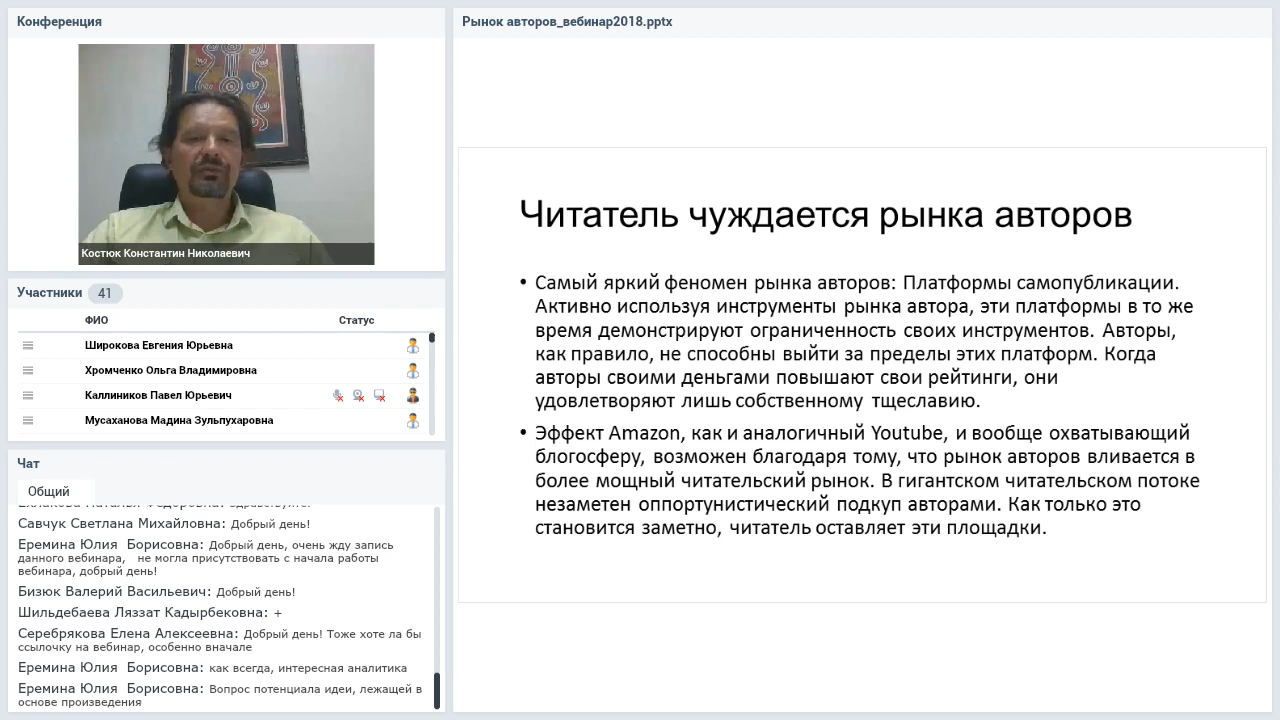 Конференция
Костюк Константин Николаевич
Участники 41
ФИО Статус
Широкова Евгения Юрьевна
Хромченко Ольга Владимировна
Каллиников Павел Юрьевич
Мусаханова Мадина Зульпухаровна
Чат
Общий
Савчук Светлана Михайловна: Добрый день!
Еремина Юлия Борисовна: Добрый день, очень жду запись
данного вебинара, не могла присутствовать с начала работы
вебинара, добрый день!
Бизюк Валерий Васильевич: Добрый день!
Шильдебаева Ляззат Кадырбековна: +
Серебрякова Елена Алексеевна: Добрый день! Тоже хоте ла бы
ссылочку на вебинар, особенно вначале
Еремина Юлия Борисовна: как всегда, интересная аналитика
Еремина Юлия Борисовна: Вопрос потенциала идеи, лежащей в
основе произведения
Рынок авторов_вебинар2018.pptx
Читатель чуждается рынка авторов
• Самый яркий феномен рынка авторов: Платформы самопубликации.
Активно используя инструменты рынка автора, эти платформы в то же
время демонстрируют ограниченность своих инструментов. Авторы,
как правило, не способны выйти за пределы этих платформ. Когда
авторы своими деньгами повышают свои рейтинги, они
удовлетворяют лишь собственному тщеславию.
• Эффект Amazon, как и аналогичный Youtube, и вообще охватывающий
блогосферу, возможен благодаря тому, что рынок авторов вливается в
более мощный читательский рынок. В гигантском читательском потоке
незаметен оппортунистический подкуп авторами. Как только это
становится заметно, читатель оставляет эти площадки.